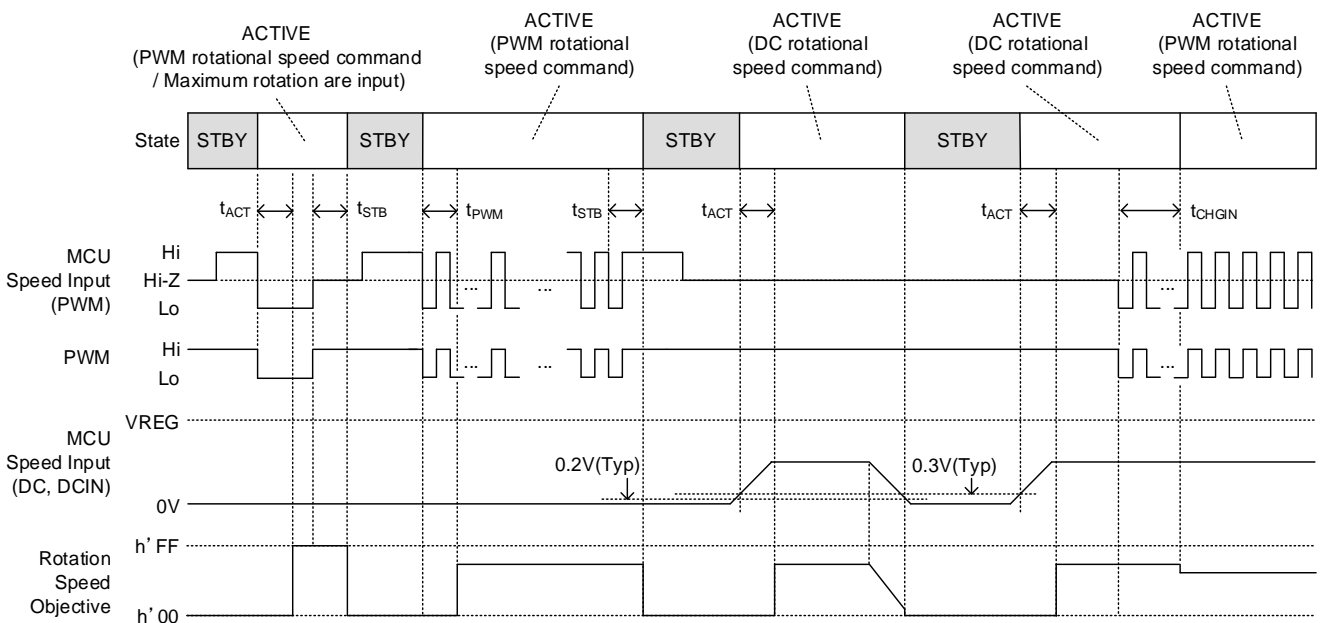 ACTIVE
(PWM rotational speed command
/ Maximum rotation are input)
ACTIVE
(PWM rotational
speed command)
ACTIVE
(DC rotational
speed command)
ACTIVE
(DC rotational
speed command)
ACTIVE
(PWM rotational
speed command)
State STBY STBY STBY STBY
tACT tSTB tPWM tSTB tACT tACT tCHGIN
MCU
Speed Input
(PWM)
Hi
Hi-Z
Lo
... ... ...
PWM
Hi
Lo
... ... ...
MCU
Speed Input
(DC, DCIN)
VREG
0.2V(Typ) 0.3V(Typ)
0V
Rotation
Speed
Objective
h' FF
h' 00